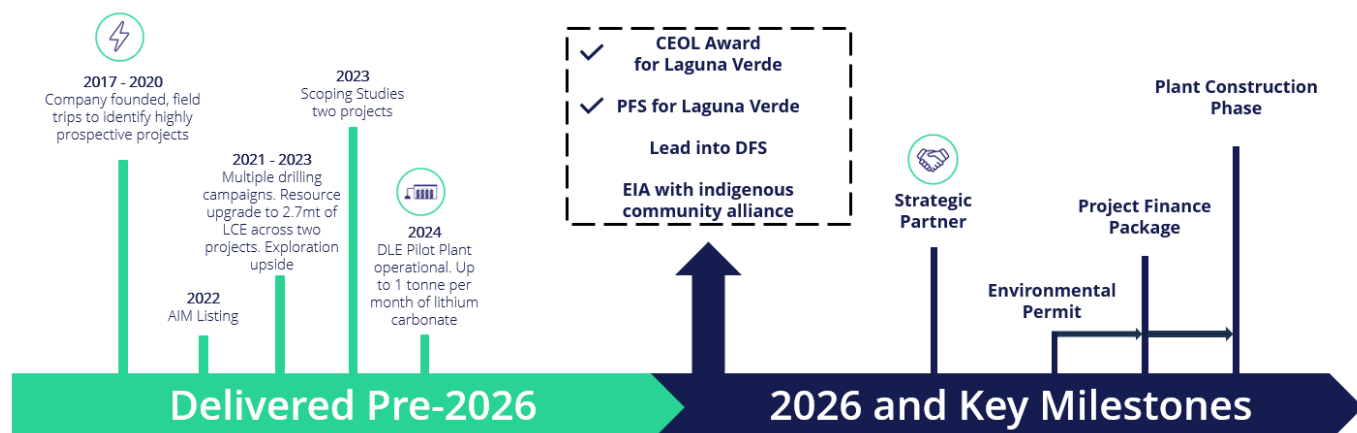 2017 - 2020
Company founded, field
trips to identify highly
prospective projects
2022
AIM Listing
2021 - 2023
Multiple drilling
campaigns. Resource
upgrade to 2.7mt of
LCE across two
projects. Exploration
upside
2023
Scoping Studies
two projects
2024
DLE Pilot Plant
operational. Up
to 1 tonne per
month of lithium
carbonate
CEOL Award
for Laguna Verde
PFS for Laguna Verde
Lead into DFS
EIA with indigenous
community alliance
Strategic
Partner
Environmental
Permit
Project Finance
Package
Plant Construction
Phase
Delivered Pre-2026
2026 and Key Milestones